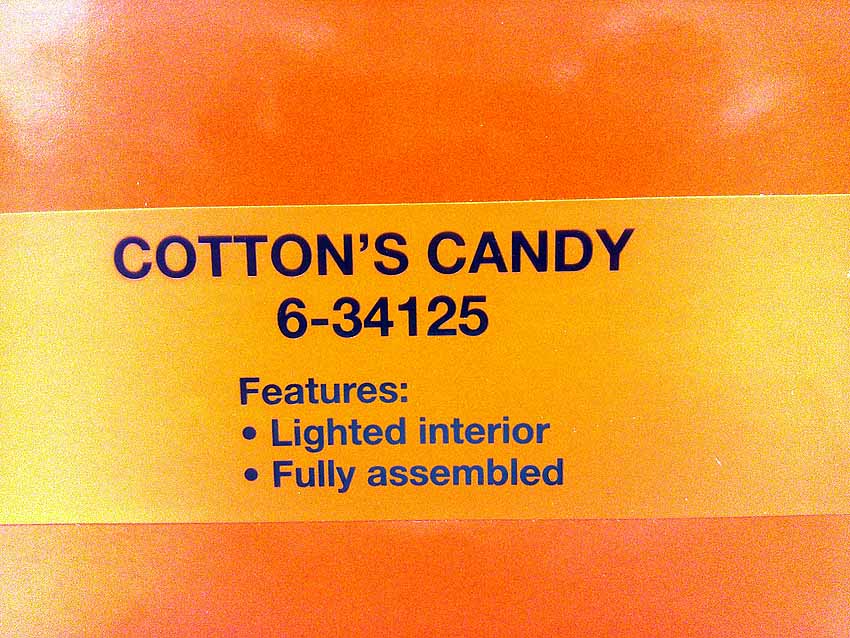 COTTON’S CANDY
6-34125
Features:
• Lighted interior
• Fully assembled